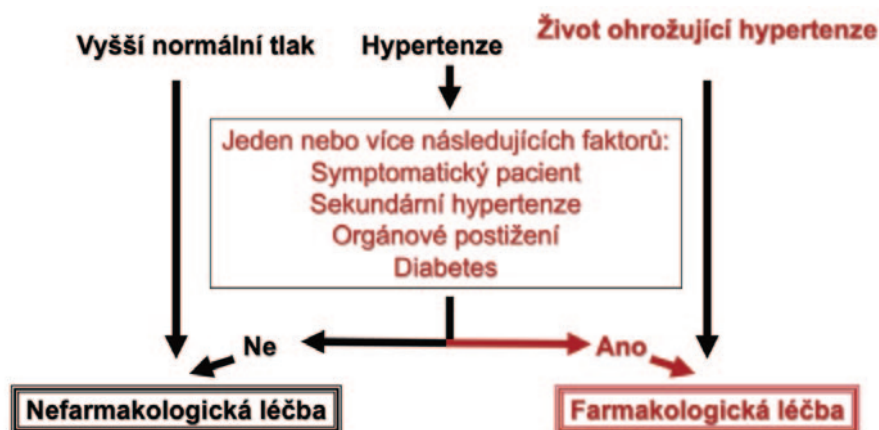 Vyšší normální tlak
Hypertenze
Život ohrožující hypertenze
Jeden nebo více následujících faktorů:
Symptomatický pacient
Sekundární hypertenze
Orgánové postižení
Diabetes
Ne
Ano
Nefarmakologická léčba
Farmakologická léčba